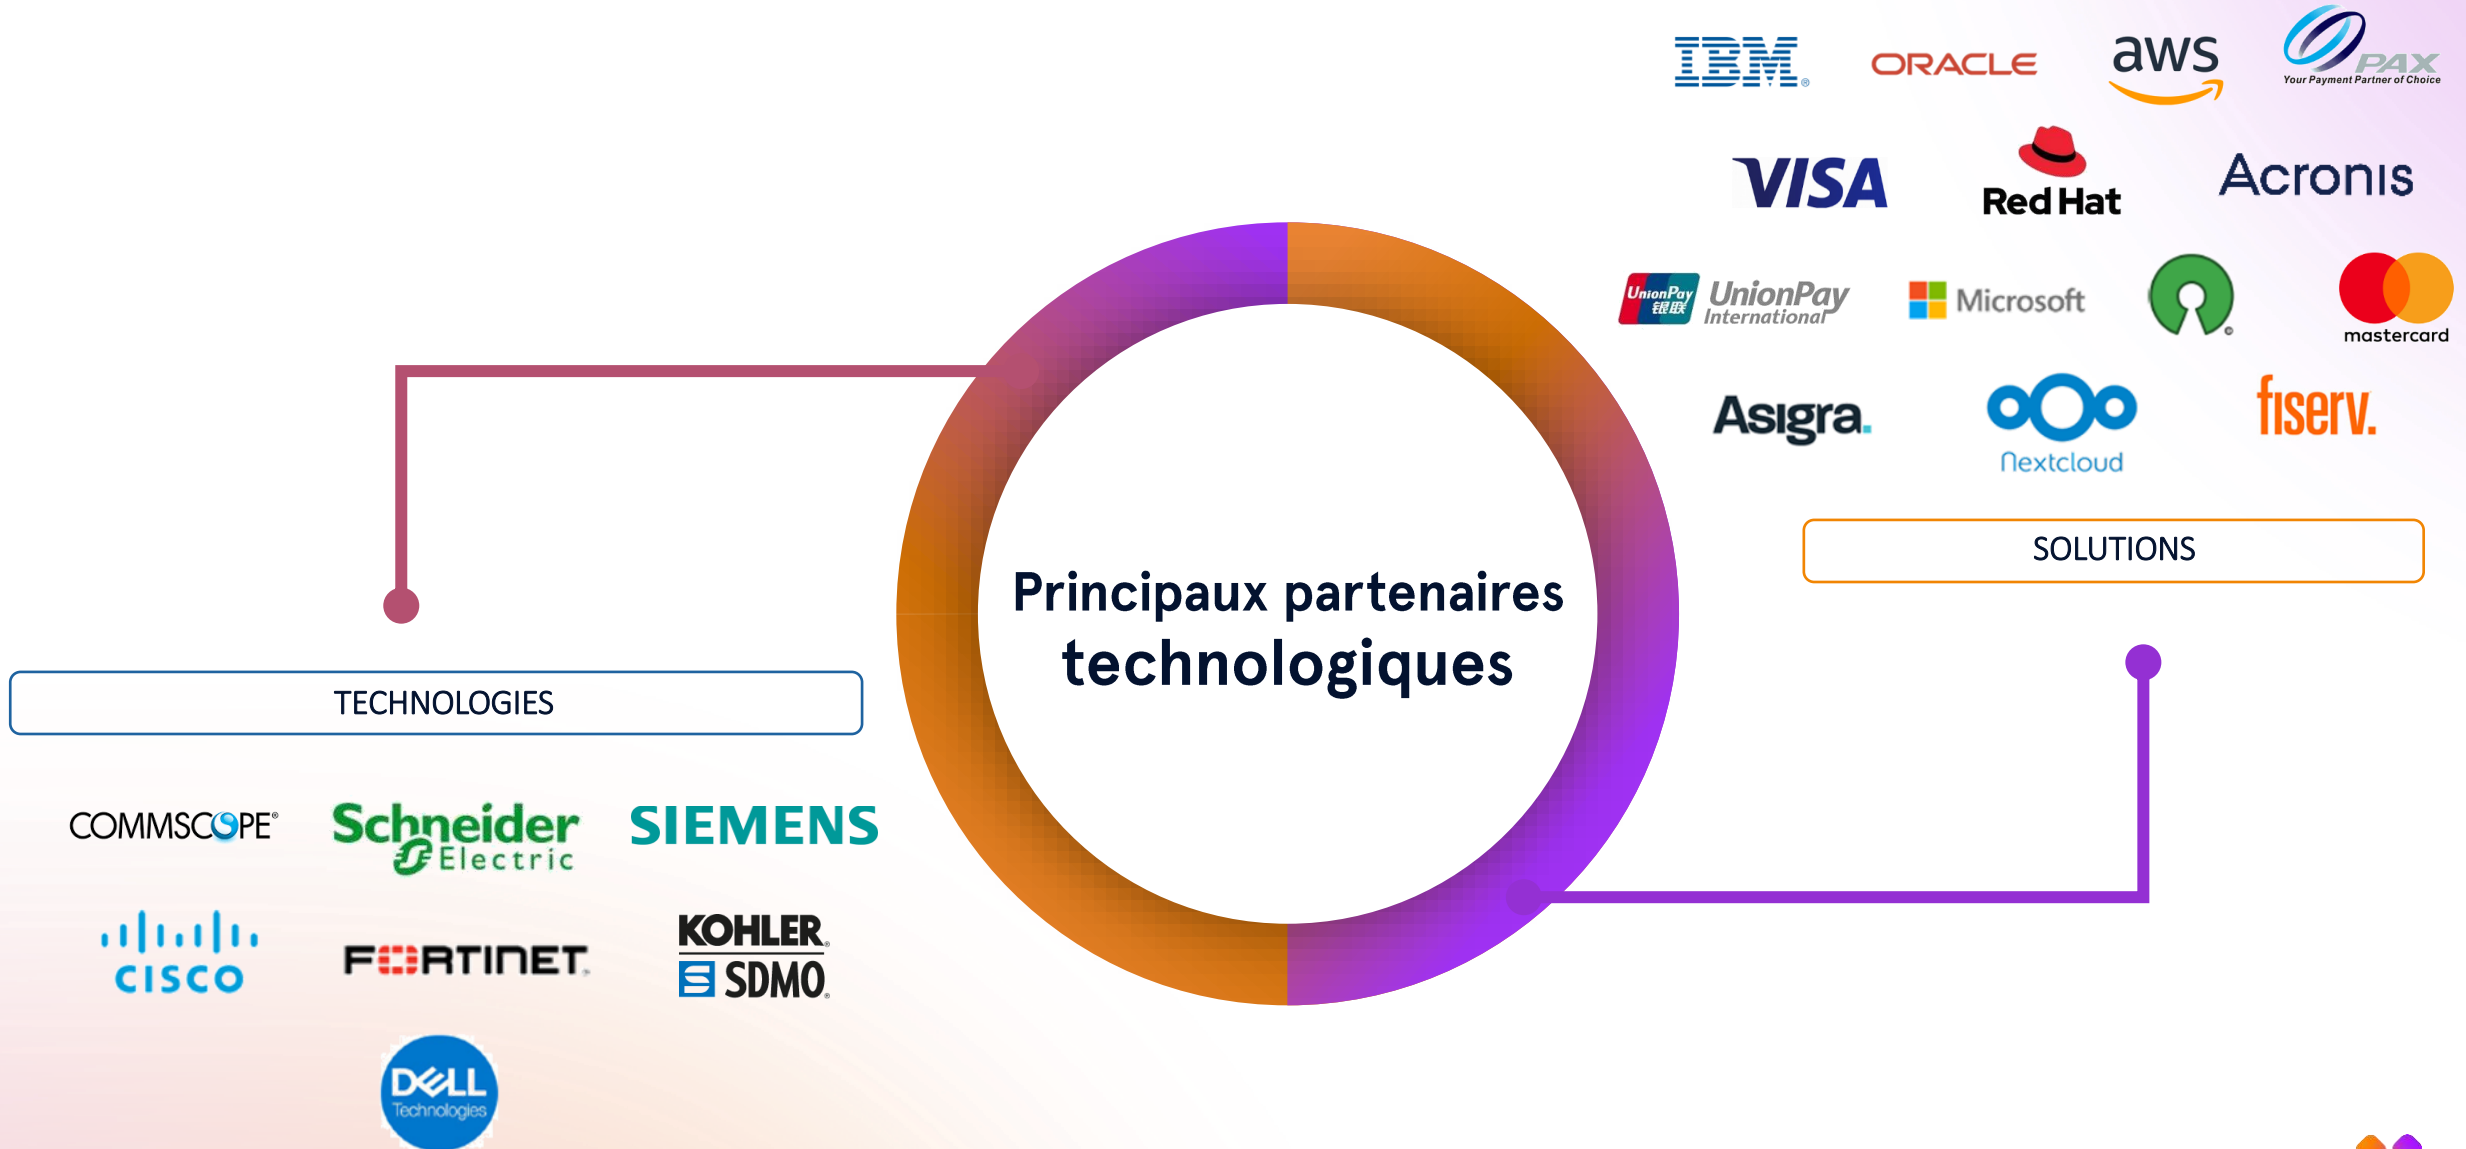 IBM
ORACLE
aws
PAX
Your Payment Partner of Choice
VISA
Red Hat
Acronis
UnionPay
银联
UnionPay
International
Microsoft
mastercard
Asigra.
Nextcloud
fiserv.
SOLUTIONS
Principaux partenaires
technologiques
TECHNOLOGIES
COMMSCOPE®
Schneider
Electric
SIEMENS
CISCO
FORTINET
KOHLER
SDMO
DELL
Technologies